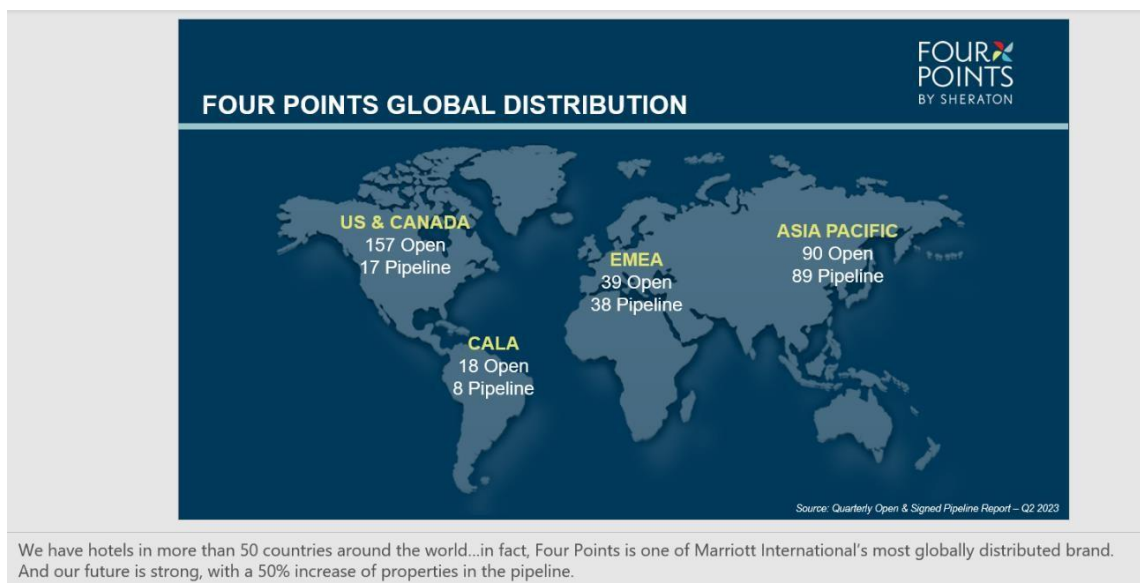 FOUR
POINTS
BY SHERATON
FOUR POINTS GLOBAL DISTRIBUTION
US & CANADA
157 Open
17 Pipeline
EMEA
39 Open
38 Pipeline
ASIA PACIFIC
90 Open
89 Pipeline
CALA
18 Open
8 Pipeline
Source: Quarterly Open & Signed Pipeline Report – Q2 2023
We have hotels in more than 50 countries around the world...in fact, Four Points is one of Marriott International's most globally distributed brand.
And our future is strong, with a 50% increase of properties in the pipeline.